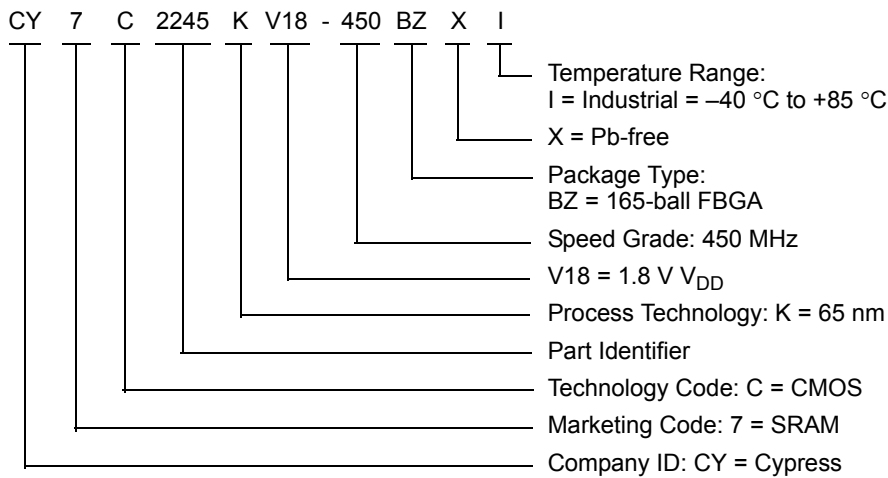 CY 7 C 2245 K V18 - 450 BZ X I
Temperature Range:
I = Industrial = –40 °C to +85 °C
X = Pb-free
Package Type:
BZ = 165-ball FBGA
Speed Grade: 450 MHz
V18 = 1.8 V VDD
Process Technology: K = 65 nm
Part Identifier
Technology Code: C = CMOS
Marketing Code: 7 = SRAM
Company ID: CY = Cypress